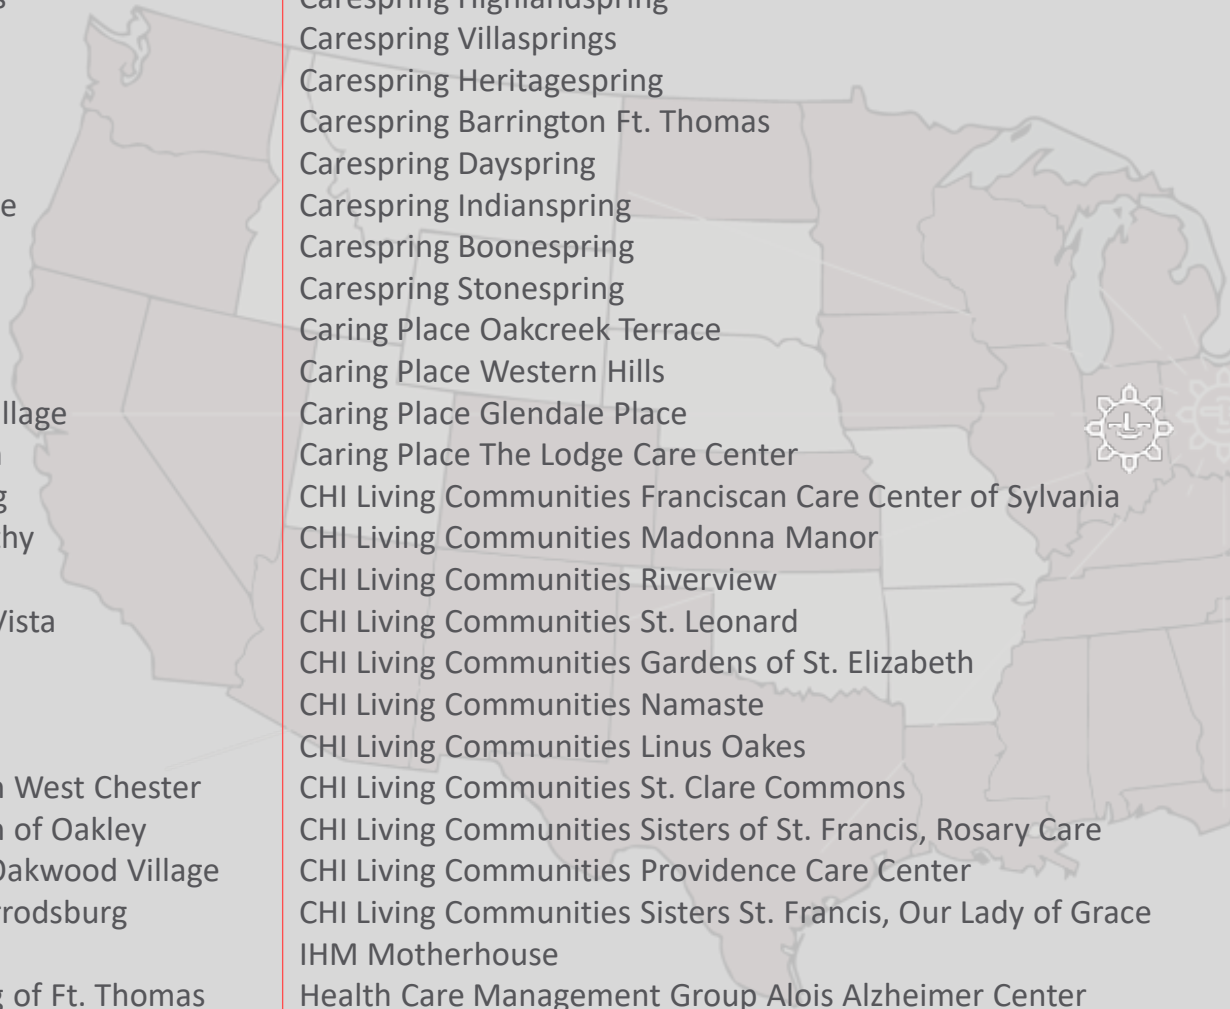 Carespring Highlandspring
Carespring Villasprings
Carespring Heritagespring
Carespring Barrington Ft. Thomas
Carespring Dayspring
Carespring Indianspring
Carespring Boonespring
Carespring Stonespring
Caring Place Oakcreek Terrace
Caring Place Western Hills
Caring Place Glendale Place
Caring Place The Lodge Care Center
CHI Living Communities Franciscan Care Center of Sylvania
CHI Living Communities Madonna Manor
CHI Living Communities Riverview
CHI Living Communities St. Leonard
CHI Living Communities Gardens of St. Elizabeth
CHI Living Communities Namaste
CHI Living Communities Linus Oakes
CHI Living Communities St. Clare Commons
CHI Living Communities Sisters of St. Francis, Rosary Care
CHI Living Communities Providence Care Center
CHI Living Communities Sisters St. Francis, Our Lady of Grace
IHM Motherhouse
Health Care Management Group Alois Alzheimer Center
Vista
West Chester
of Oakley
Oakwood Village
of Ft. Thomas